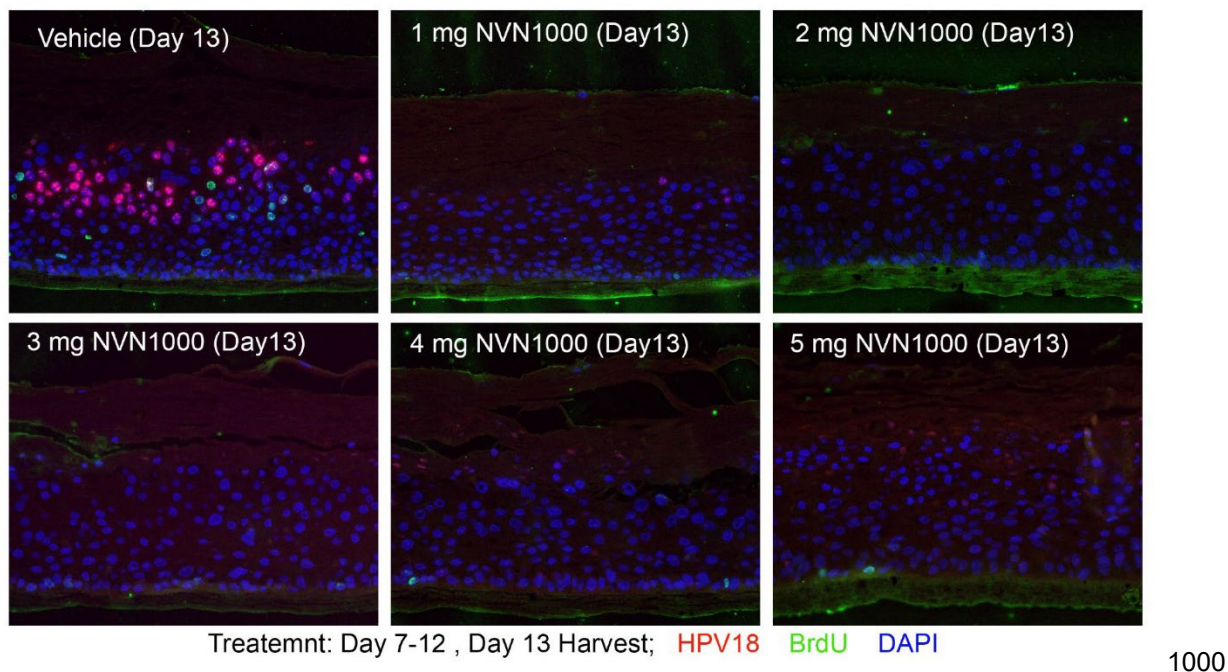 Vehicle (Day 13)
1 mg NVN1000 (Day13)
2 mg NVN1000 (Day13)
3 mg NVN1000 (Day13)
4 mg NVN1000 (Day13)
5 mg NVN1000 (Day13)
Treatemnt: Day 7-12 , Day 13 Harvest; HPV18 BrdU DAPI
1000